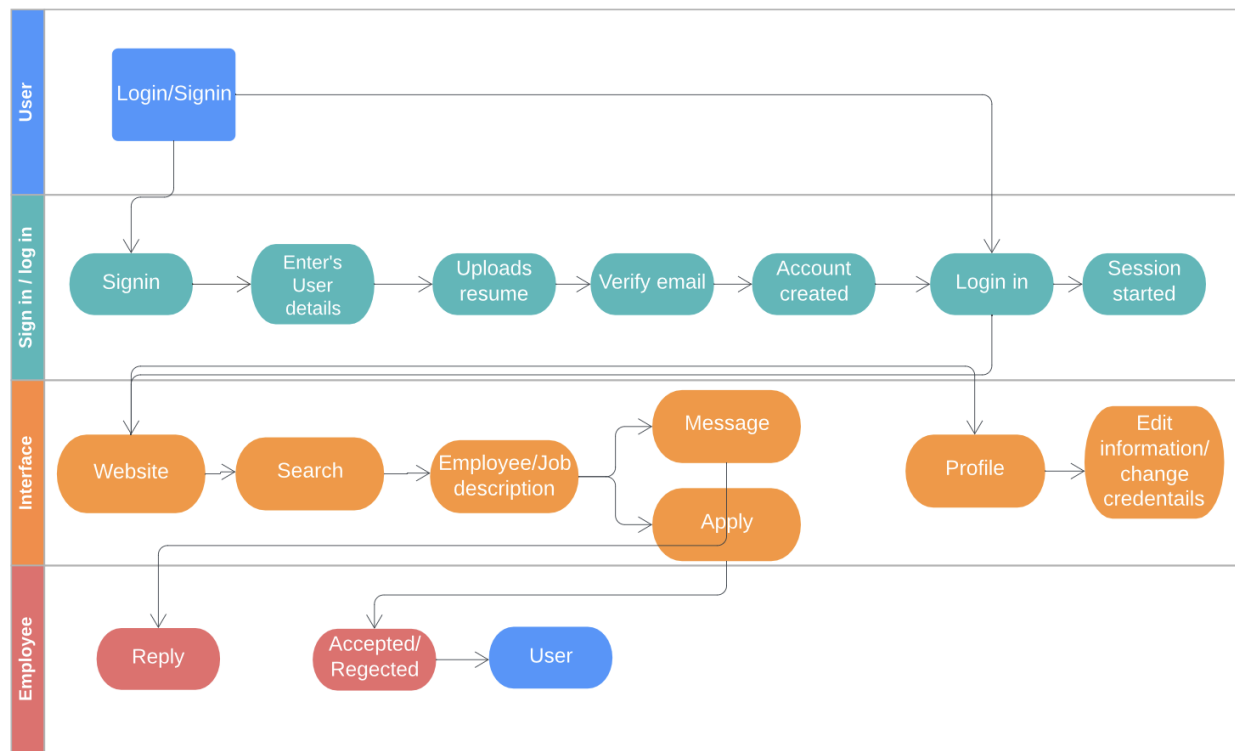 User
Login/Signin
Sign in / log in
Signin
Enter's
User
details
Uploads
resume
Verify email
Account
created
Login in
Session
started
Interface
Website
Search
Employee/Job
description
Message
Apply
Profile
Edit
information/
change
credentails
Employee
Reply
Accepted/
Regected
User